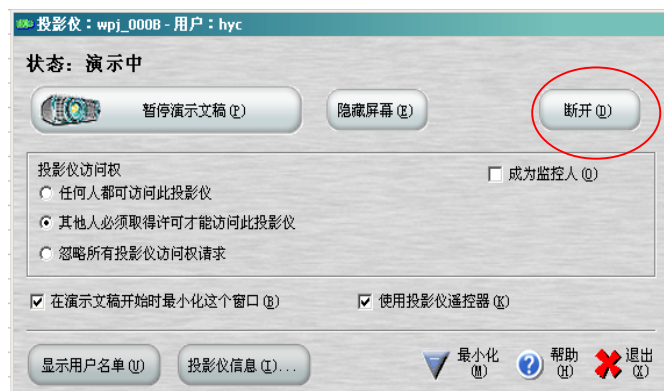 投影仪：wpj_000B - 用户：hyc
状态：演示中
暂停演示文稿(P)
隐藏屏幕(E)
断开(D)
投影仪访问权
成为监控人(O)
任何人都可访问此投影仪
其他人必须取得许可才能访问此投影仪
忽略所有投影仪访问权请求
在演示文稿开始时最小化这个窗口(B)
使用投影仪遥控器(K)
显示用户名单(U)
投影仪信息(I)...
最小化(M)
帮助(H)
退出(X)